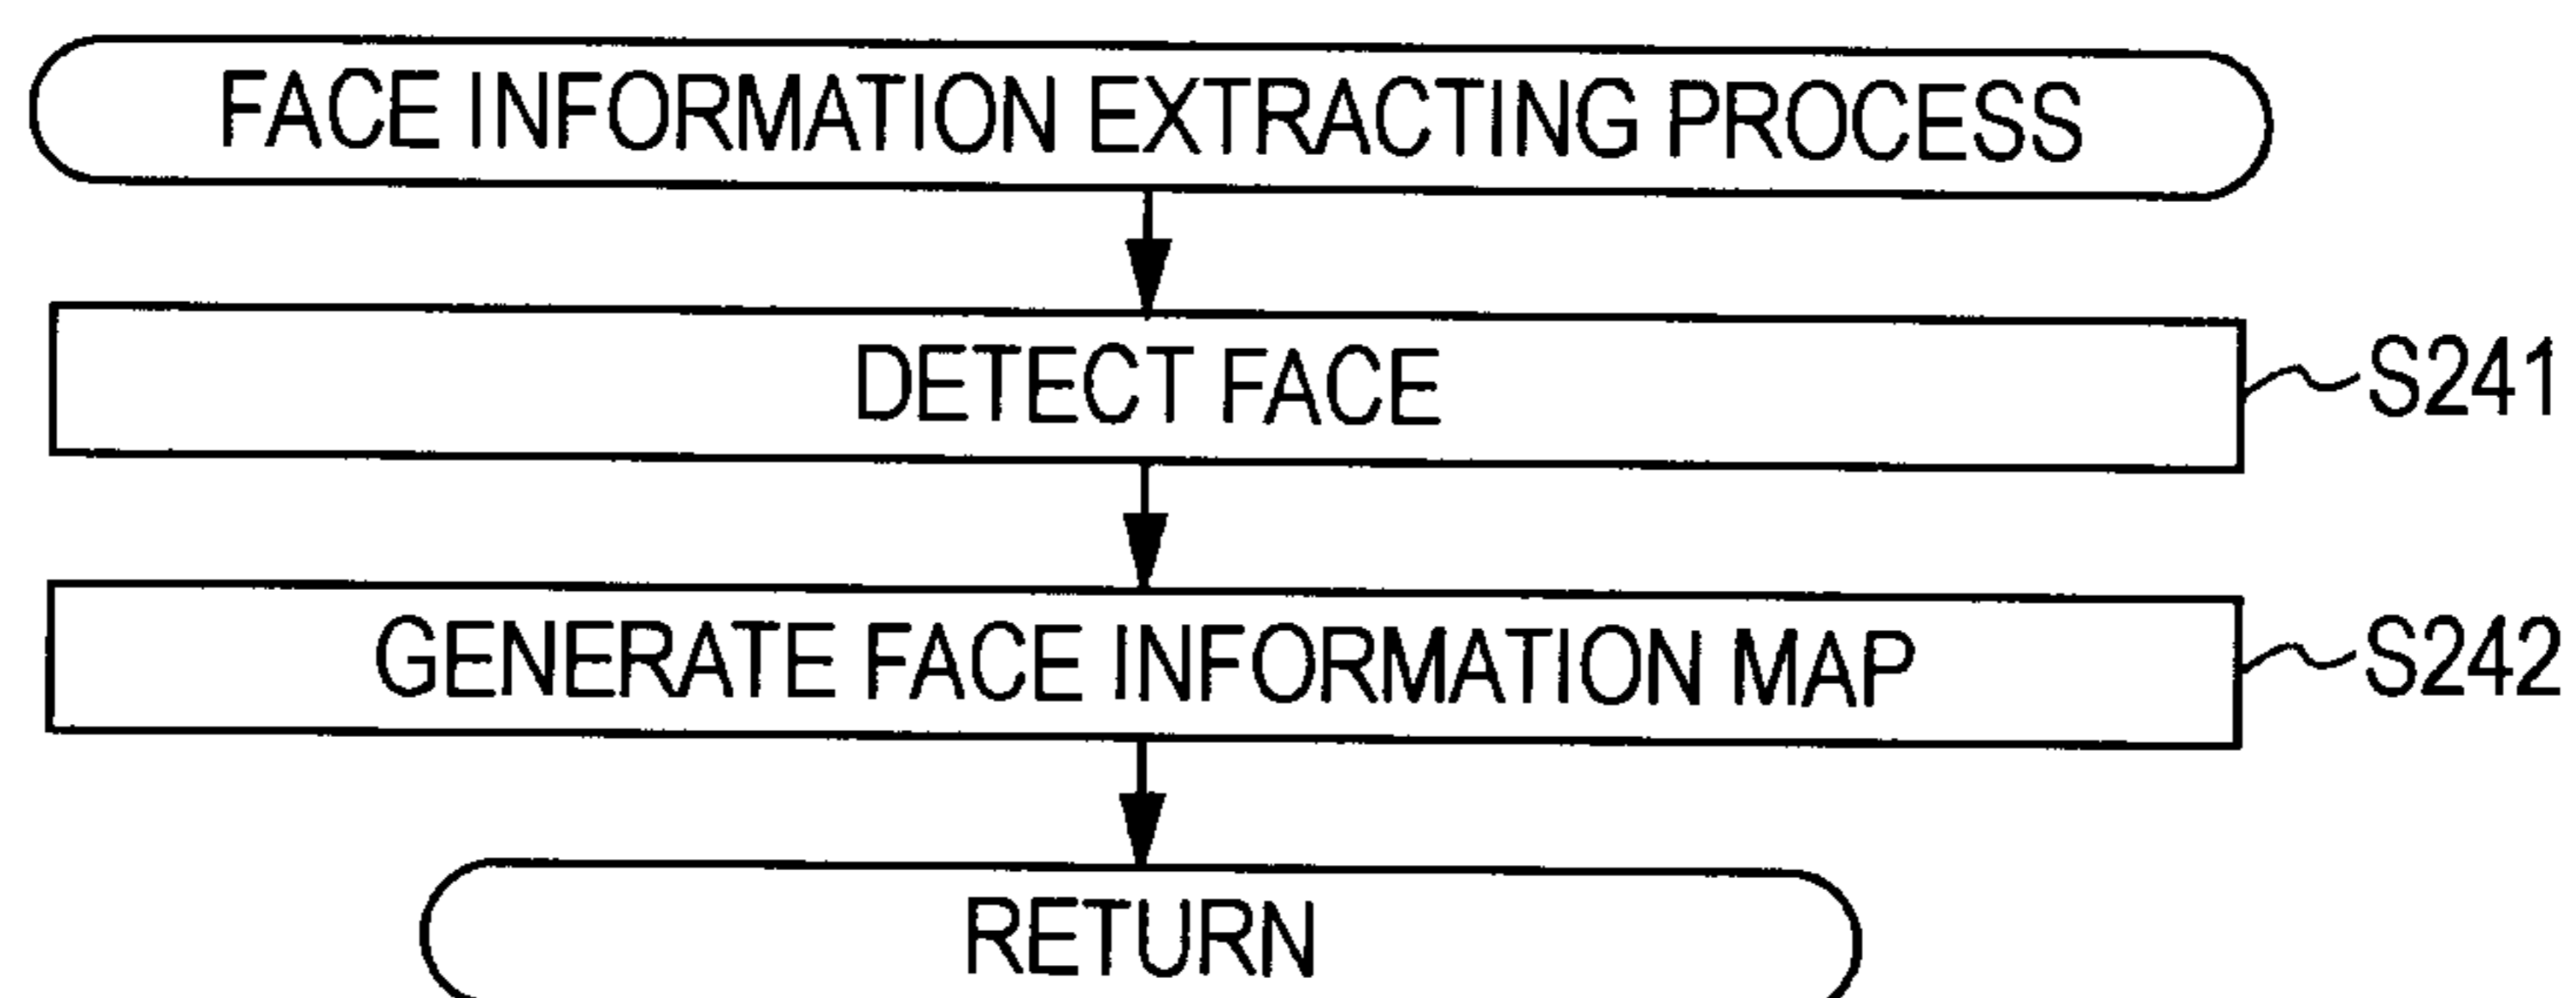 FACE INFORMATION EXTRACTING PROCESS
DETECT FACE
S241
GENERATE FACE INFORMATION MAP
S242
RETURN